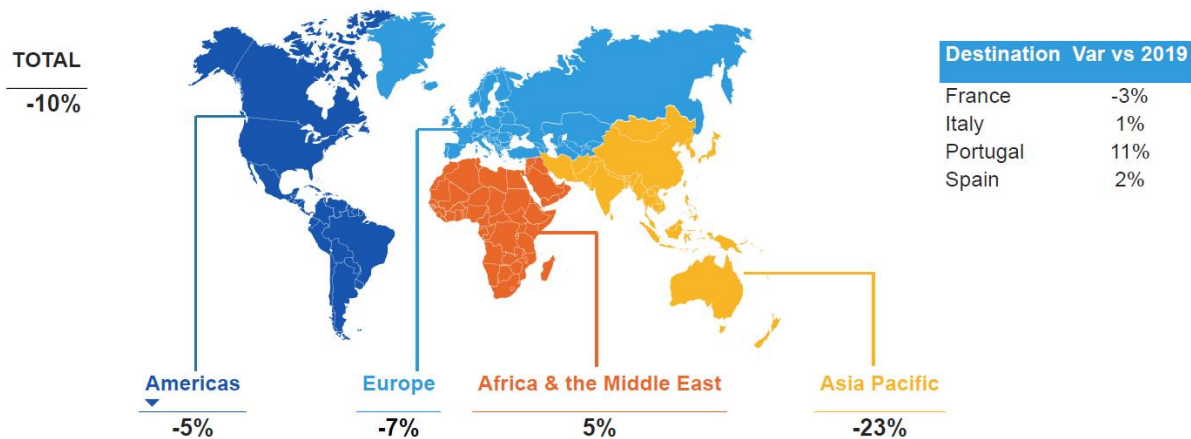 TOTAL
-10%
Destination Var vs 2019
France -3%
Italy 1%
Portugal 11%
Spain 2%
Americas
-5%
Europe
-7%
Africa & the Middle East
5%
Asia Pacific
-23%